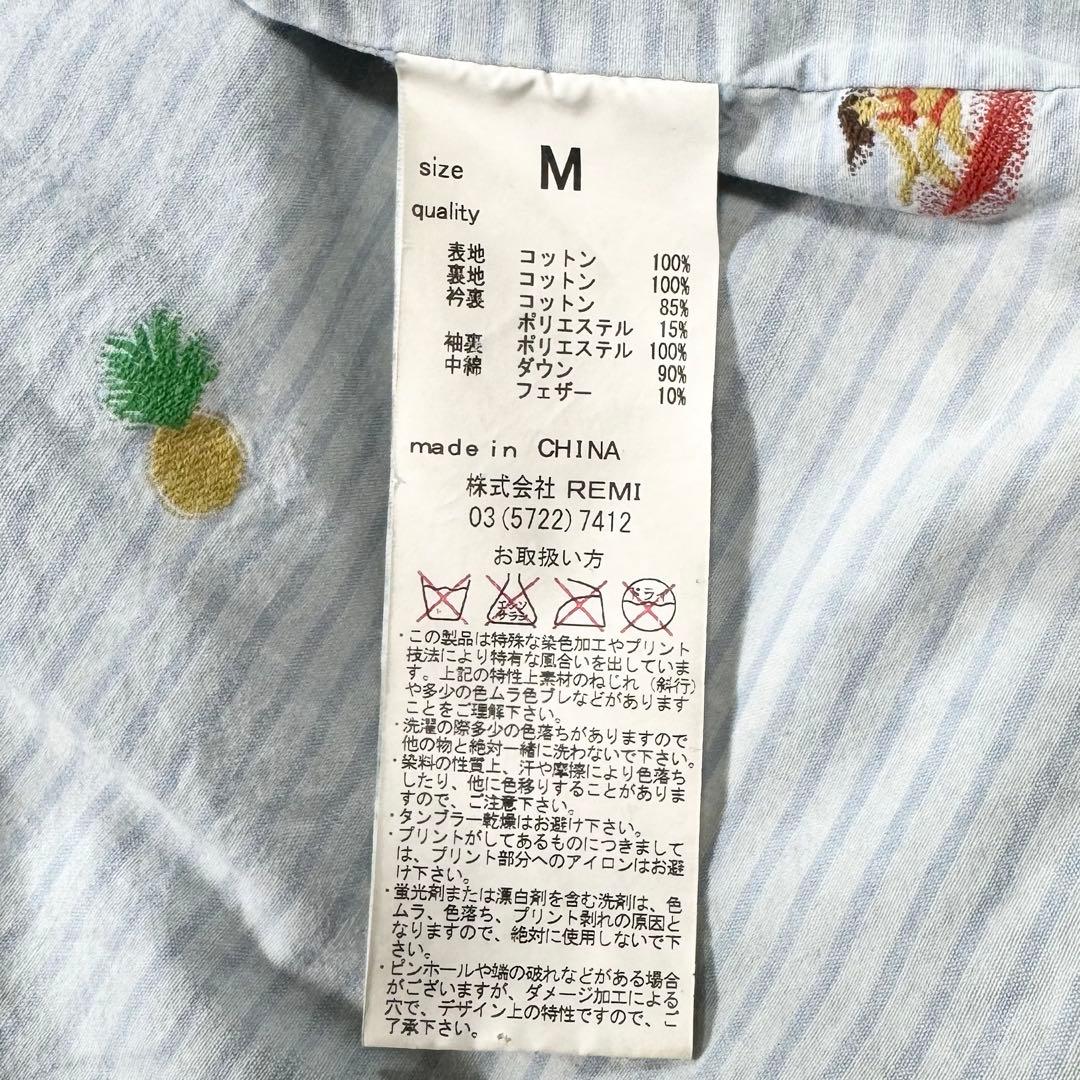 size M
quality
表地 コットン 100%
裏地 コットン 100%
衿裏 コットン 85%
ポリエステル 15%
袖裏 ポリエステル 100%
中綿 ダウン 90%
フェザー 10%
made in CHINA
株式会社 REMI
03(5722)7412
お取扱い方
エンソ
サラシ
ドライ
・この製品は特殊な染色加工やプリント
技法により特有な風合いを出していま
す。上記の特性上素材のねじれ(斜行)
や多少の色ムラ色ブレなどがあります
ことをご理解下さい。
・洗濯の際多少の色落ちがありますので
他の物と絶対一緒に洗わないで下さい。
・染料の性質上、汗や摩擦により色落ち
したり、他に色移りすることがありま
すので、ご注意下さい。
・タンブラー乾燥はお避け下さい。
・プリントがしてあるものにつきまして
は、プリント部分へのアイロンはお避
け下さい。
・蛍光剤または漂白剤を含む洗剤は、色
ムラ、色落ち、プリント剥れの原因と
なりますので、絶対に使用しないで下
さい。
・ピンホールや端の破れなどがある場合
がございますが、ダメージ加工による
穴で、デザイン上の特性ですので、ご
了承下さい。